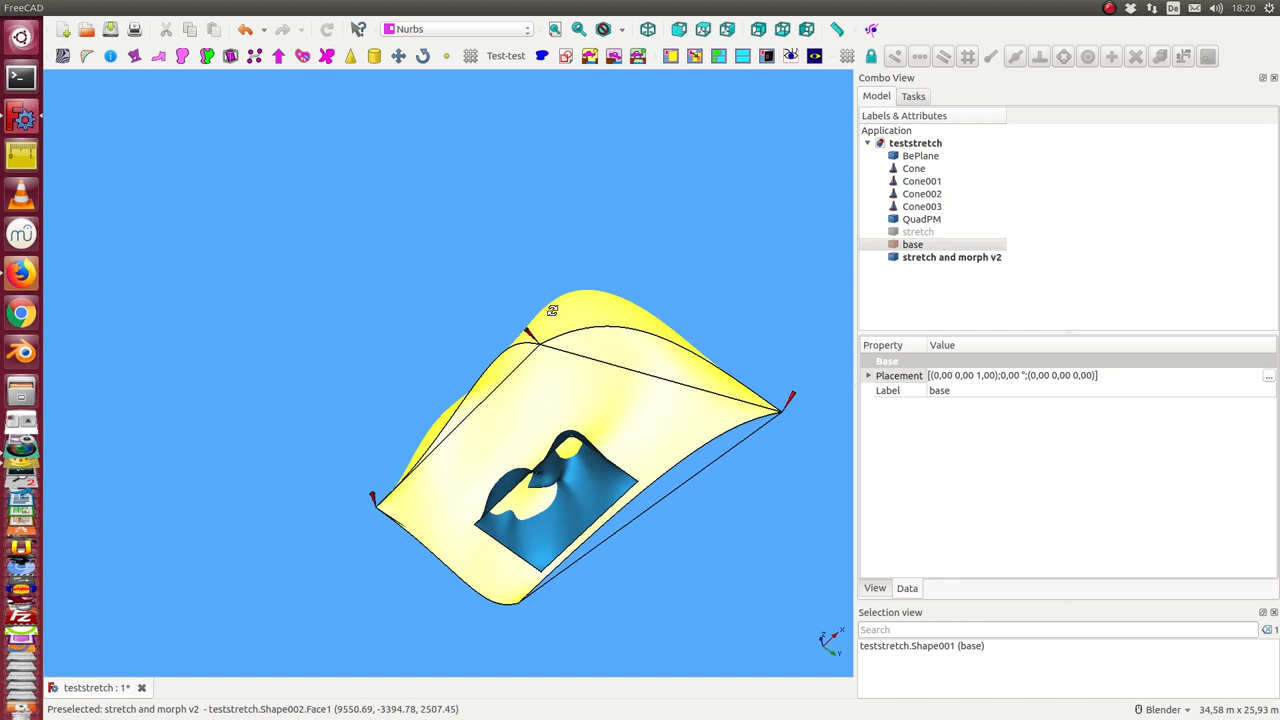 FreeCAD
De
18:20
Nurbs
Test-test
Combo View
Model
Tasks
Labels & Attributes
Application
teststretch
BePlane
Cone
Cone001
Cone002
Cone003
QuadPM
stretch
base
stretch and morph v2
Property
Value
Base
Placement
[(0,00 0,00 1,00);0,00 °;(0,00 0,00 0,00)]
...
Label
base
View
Data
Selection view
Search
1
teststretch.Shape001 (base)
Z
X
Y
teststretch : 1*
Preselected: stretch and morph v2 - teststretch.Shape002.Face1 (9550.69, -3394.78, 2507.45)
Blender
34,58 m x 25,93 m